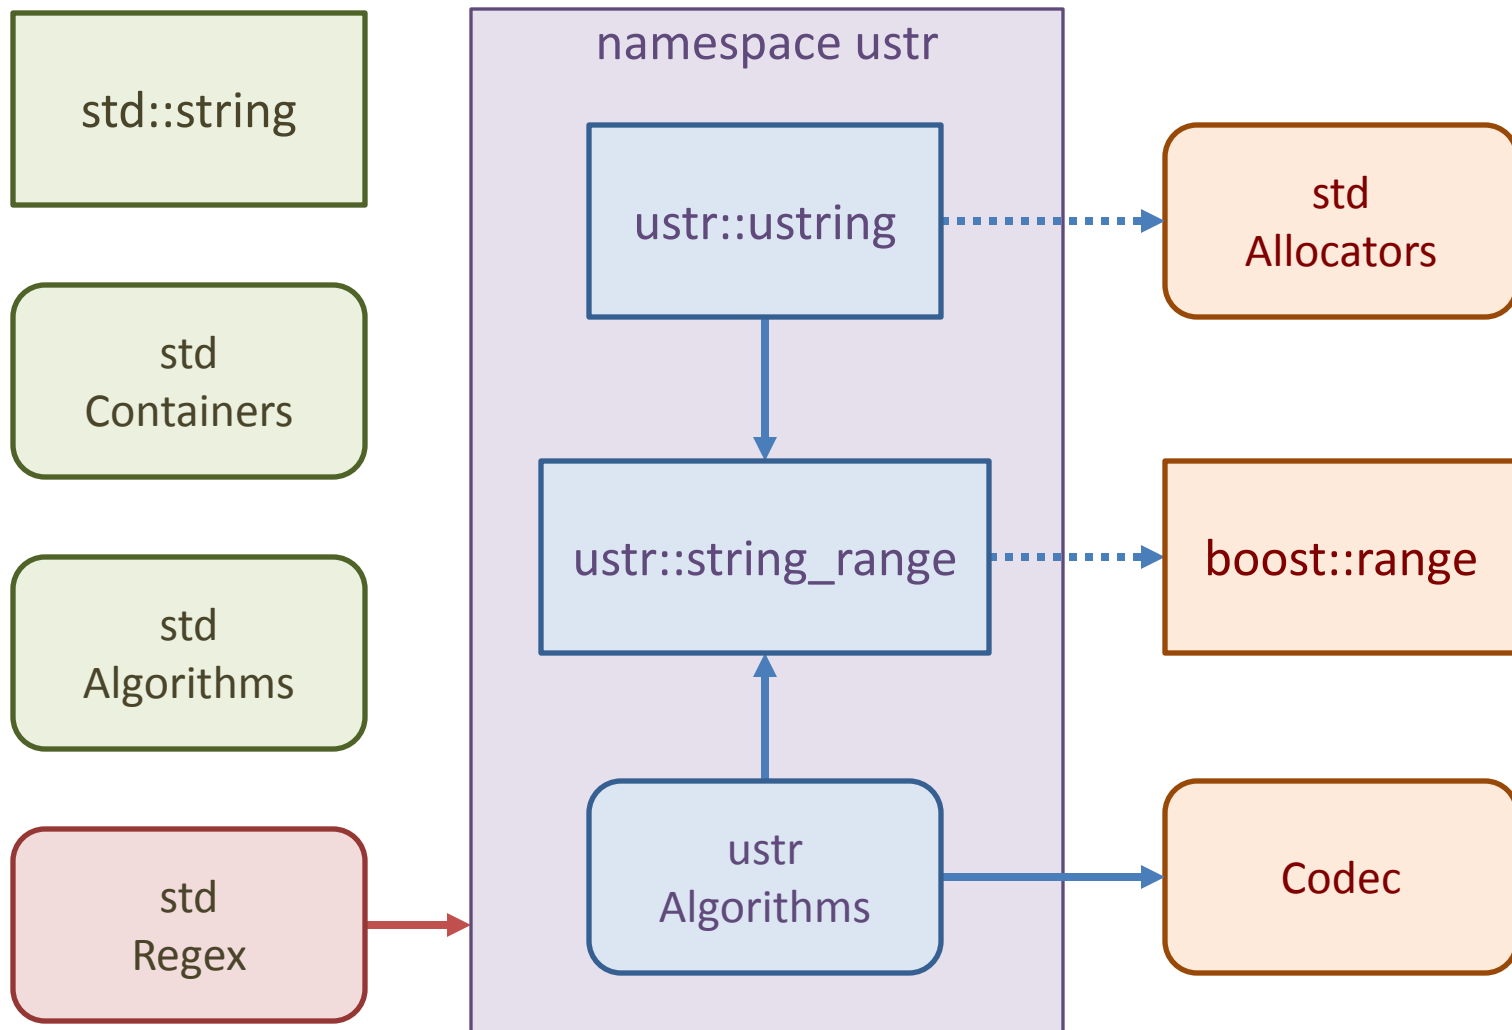 namespace ustr
std::string
std
Containers
std
Algorithms
std
Regex
ustr::ustring
ustr::string_range
ustr
Algorithms
std
Allocators
boost::range
Codec